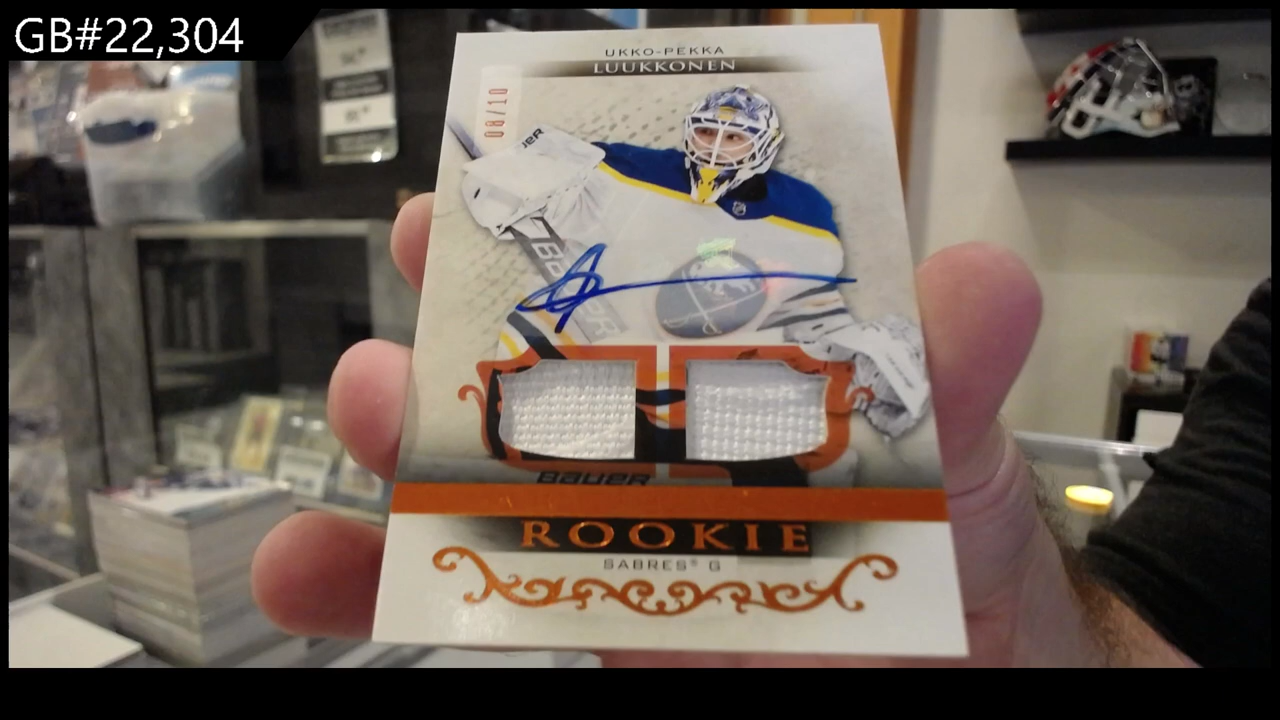 GB#22,304
UKKO-PEKKA
LUUKKONEN
08/10
BAUER
ROOKIE
SABRES® G